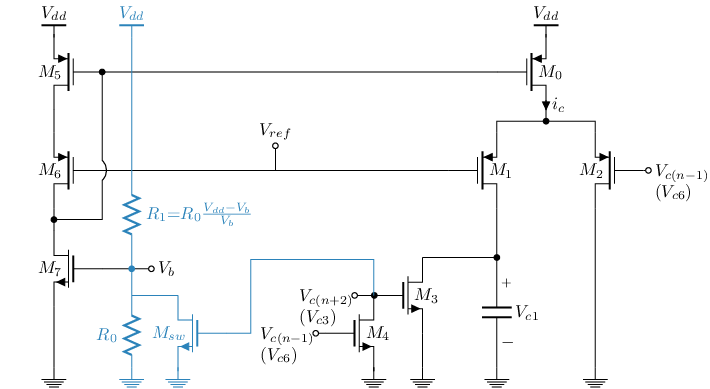 V_{dd} V_{dd} V_{dd}
M_5 M_0
i_c
V_{ref}
M_6 M_1 M_2 V_{c(n−1)}
(V_{c6})
R_1=R_0 \frac{V_{dd}−V_b}{V_b}
M_7 V_b
+
V_{c(n+2)} M_3
(V_{c3}) V_{c1}
R_0 M_{sw} V_{c(n−1)} M_4
(V_{c6}) −